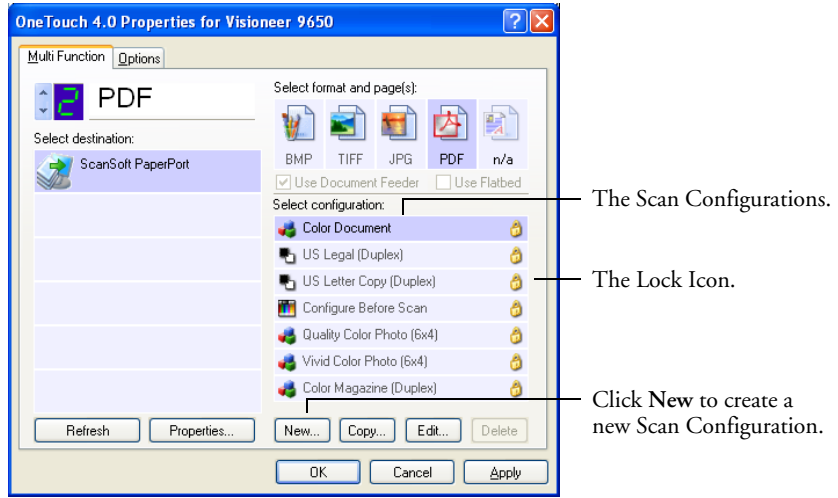 OneTouch 4.0 Properties for Visioneer 9650
Multi Function
Options
2
PDF
Select destination:
ScanSoft PaperPort
Refresh
Properties...
Select format and page(s):
BMP
TIFF
JPG
PDF
n/a
Use Document Feeder
Use Flatbed
Select configuration:
Color Document
US Legal (Duplex)
US Letter Copy (Duplex)
Configure Before Scan
Quality Color Photo (6x4)
Vivid Color Photo (6x4)
Color Magazine (Duplex)
New...
Copy...
Edit...
Delete
OK
Cancel
Apply
The Scan Configurations.
The Lock Icon.
Click New to create a
new Scan Configuration.